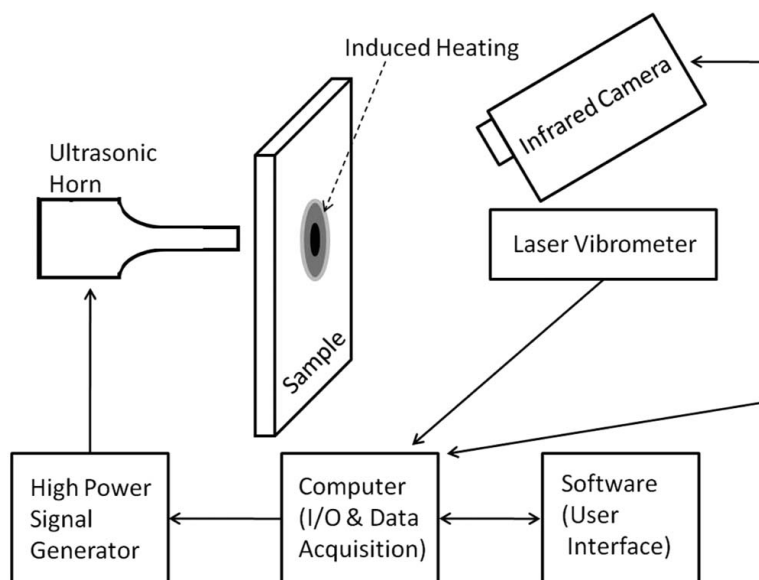 Induced Heating
Infrared Camera
Ultrasonic
Horn
Laser Vibrometer
Sample
High Power
Signal
Generator
Computer
(I/O & Data
Acquisition)
Software
(User
Interface)